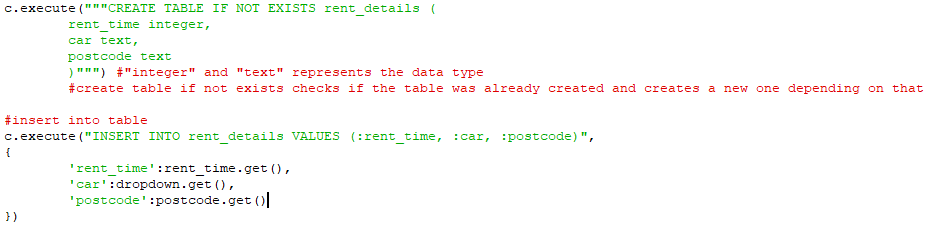 c.execute("""CREATE TABLE IF NOT EXISTS rent_details (
        rent_time integer,
        car text,
        postcode text
        )""") #"integer" and "text" represents the data type
        #create table if not exists checks if the table was already created and creates a new one depending on that

#insert into table
c.execute("INSERT INTO rent_details VALUES (:rent_time, :car, :postcode)",
{
        'rent_time':rent_time.get(),
        'car':dropdown.get(),
        'postcode':postcode.get()
})